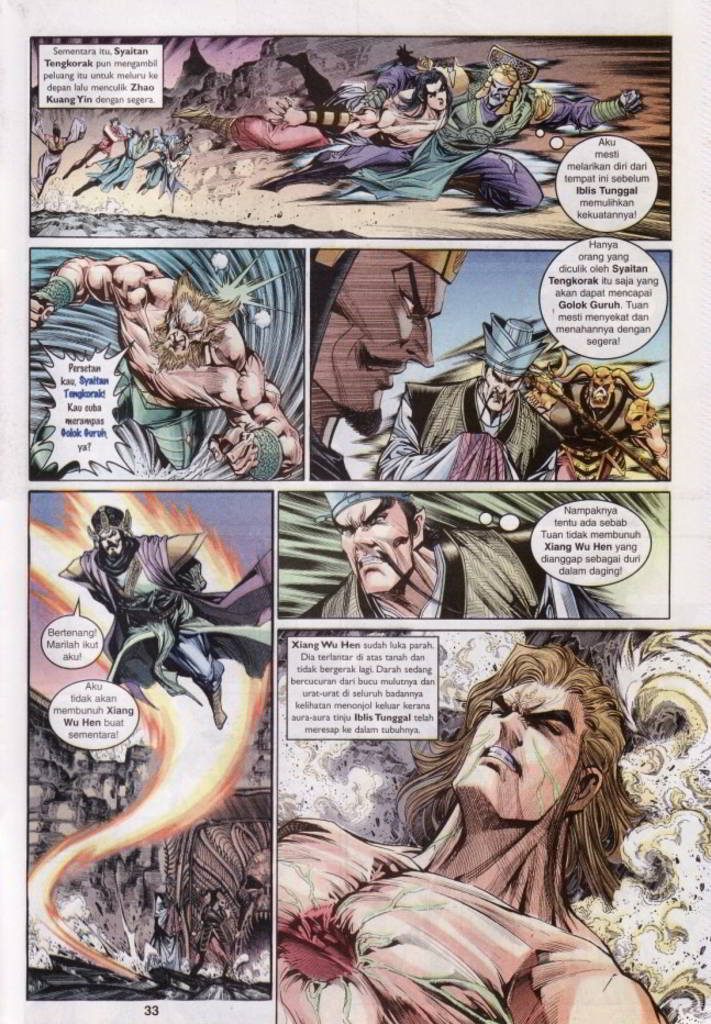 Sementara itu, Syaitan
Tengkorak pun mengambil
peluang itu untuk meluru ke
depan lalu menculik Zhao
Kuang Yin dengan segera.
Aku
mesti
melarikan diri dari
tempat ini sebelum
Iblis Tunggal
memulihkan
kekuatannya!
Persetan
kau, Syaitan
Tengkorak!
Kau cuba
merampas
Golok Guruh,
ya?
Hanya
orang yang
diculik oleh Syaitan
Tengkorak itu saja yang
akan dapat mencapai
Golok Guruh. Tuan
mesti menyekat dan
menahannya dengan
segera!
Bertenang!
Marilah ikut
aku!
Aku
tidak akan
membunuh Xiang
Wu Hen buat
sementara!
Nampaknya
tentu ada sebab
Tuan tidak membunuh
Xiang Wu Hen yang
dianggap sebagai duri
dalam daging!
Xiang Wu Hen sudah luka parah.
Dia terlantar di atas tanah dan
tidak bergerak lagi. Darah sedang
bercucuran dari bucu mulutnya dan
urat-urat di seluruh badannya
kelihatan menonjol keluar kerana
aura-aura tinju Iblis Tunggal telah
meresap ke dalam tubuhnya.
33